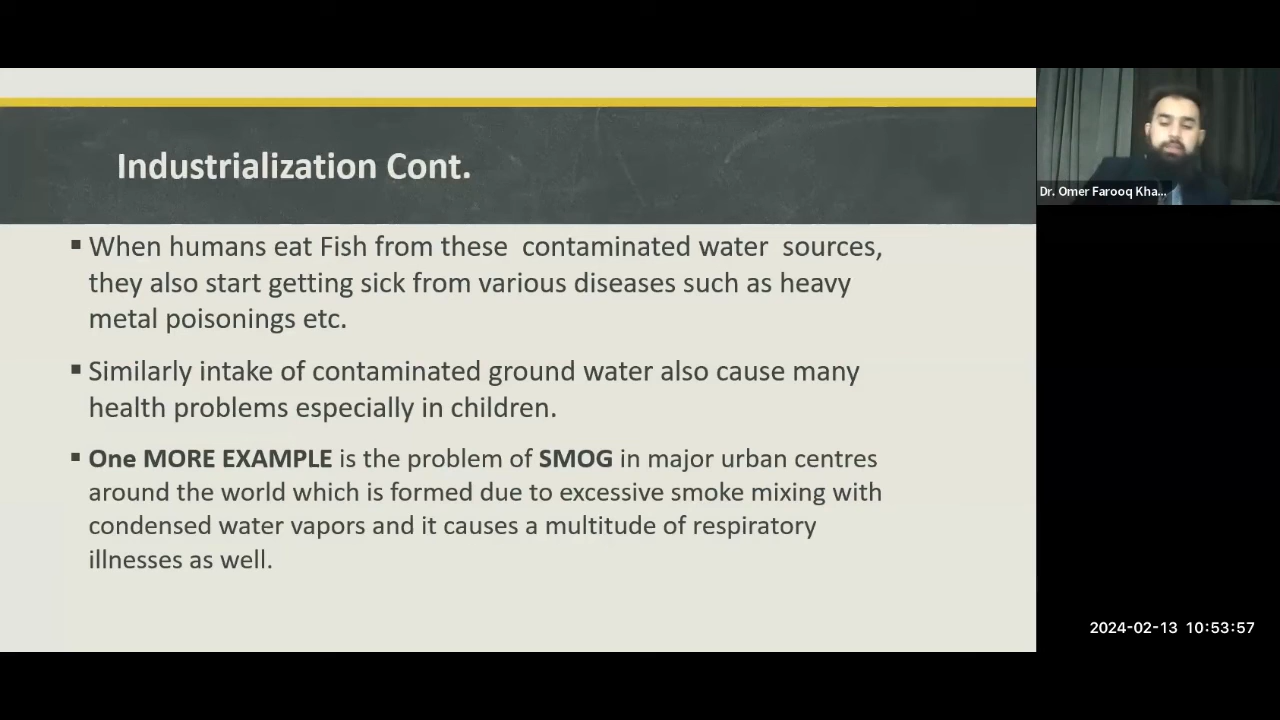 Industrialization Cont.
▪ When humans eat Fish from these contaminated water sources,
they also start getting sick from various diseases such as heavy
metal poisonings etc.
▪ Similarly intake of contaminated ground water also cause many
health problems especially in children.
▪ One MORE EXAMPLE is the problem of SMOG in major urban centres
around the world which is formed due to excessive smoke mixing with
condensed water vapors and it causes a multitude of respiratory
illnesses as well.
Dr. Omer Farooq Kha...
2024-02-13 10:53:57